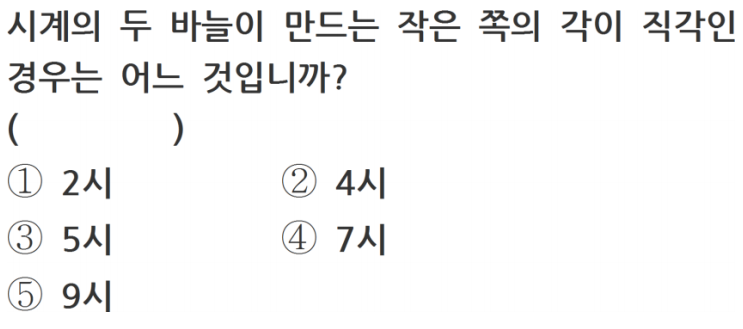 시계의 두 바늘이 만드는 작은 쪽의 각이 직각인
경우는 어느 것입니까?
(          )
① 2시          ② 4시
③ 5시          ④ 7시
⑤ 9시